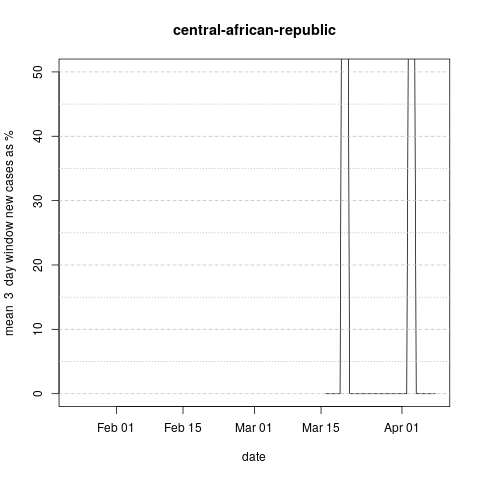 central-african-republic
mean 3 day window new cases as %
50
40
30
20
10
0
Feb 01 Feb 15 Mar 01 Mar 15 Apr 01
date